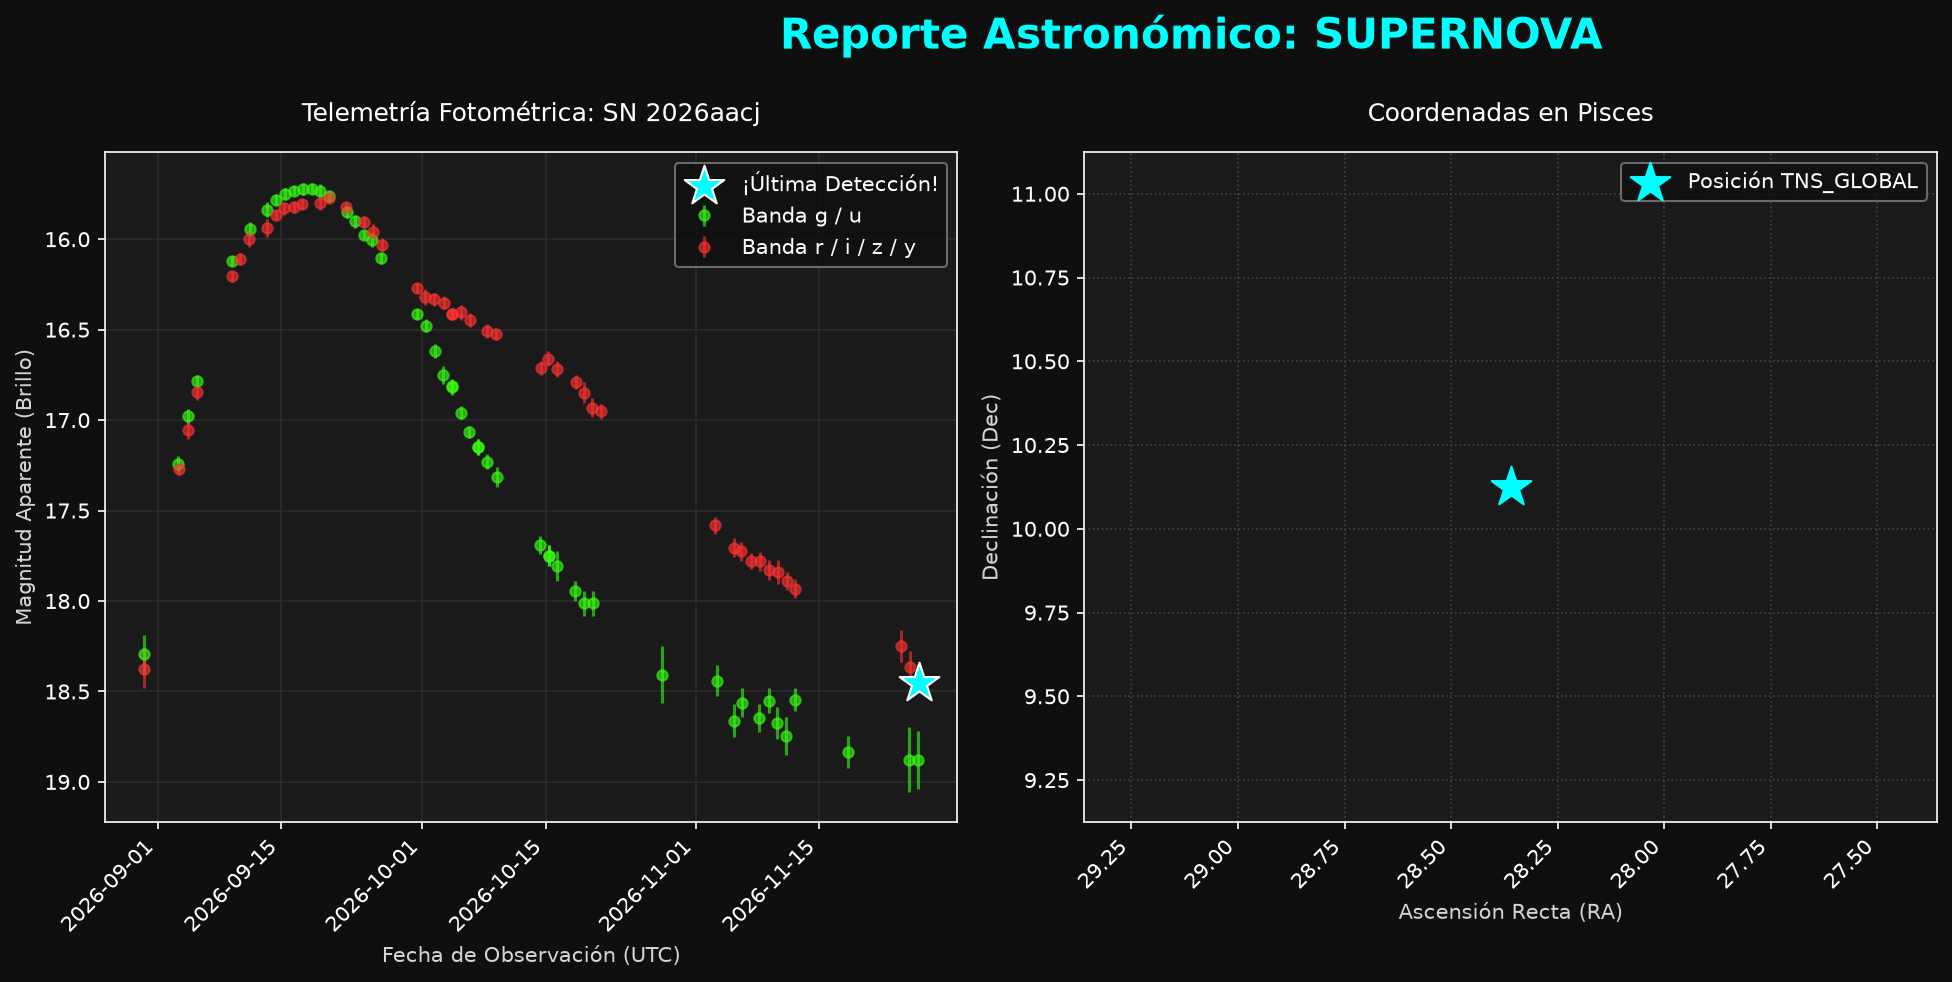 Reporte Astronómico: SUPERNOVA
Telemetría Fotométrica: SN 2026aacj
¡Última Detección!
Banda g / u
Banda r / i / z / y
Magnitud Aparente (Brillo)
16.0
16.5
17.0
17.5
18.0
18.5
19.0
2026-09-01
2026-09-15
2026-10-01
2026-10-15
2026-11-01
2026-11-15
Fecha de Observación (UTC)
Coordenadas en Pisces
Posición TNS_GLOBAL
Declinación (Dec)
11.00
10.75
10.50
10.25
10.00
9.75
9.50
9.25
29.25
29.00
28.75
28.50
28.25
28.00
27.75
27.50
Ascensión Recta (RA)